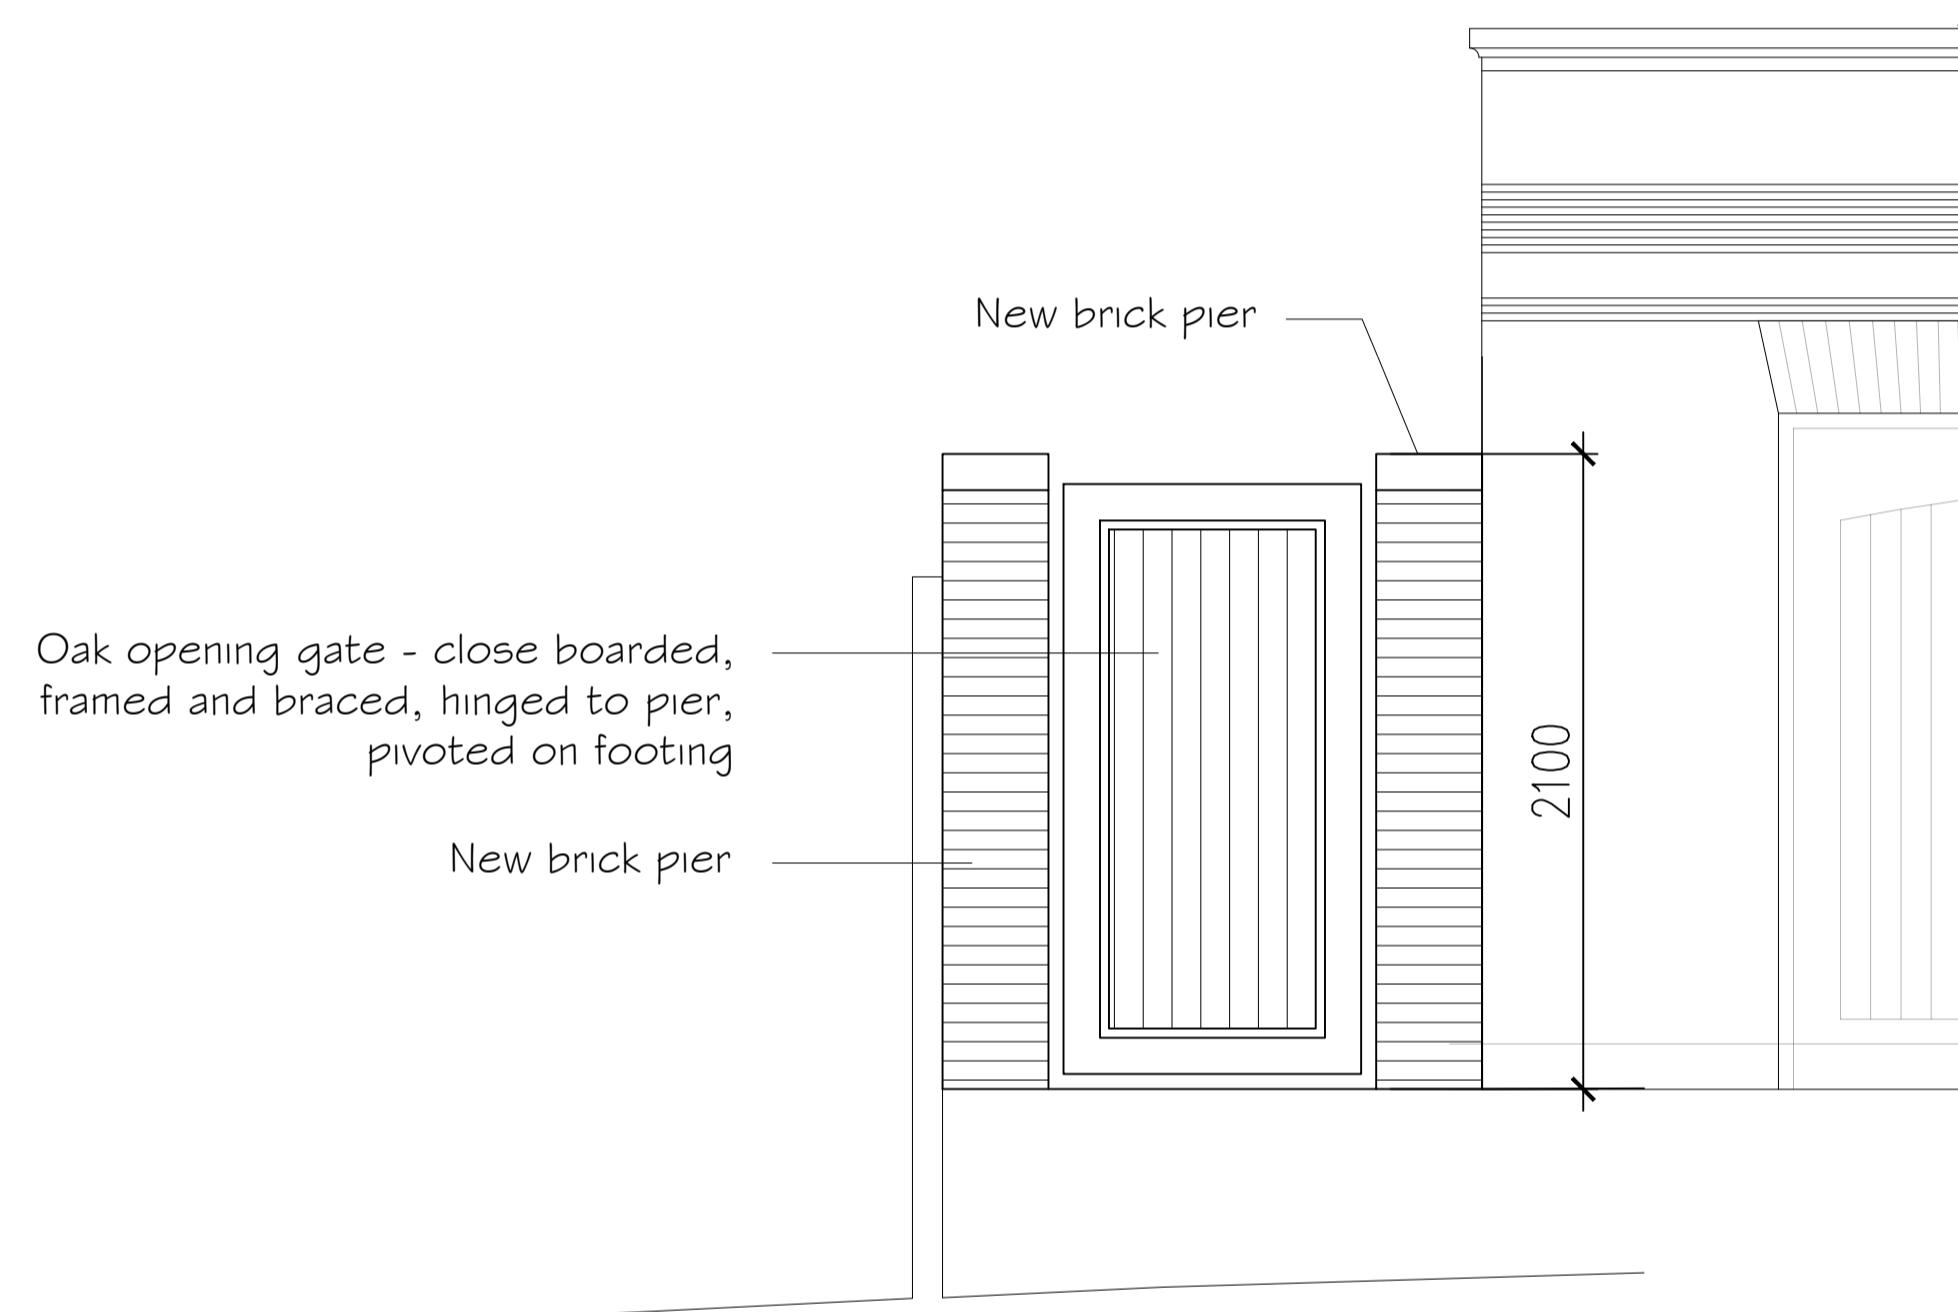 New brick pier
Oak opening gate - close boarded,
framed and braced, hinged to pier,
pivoted on footing
New brick pier
2100